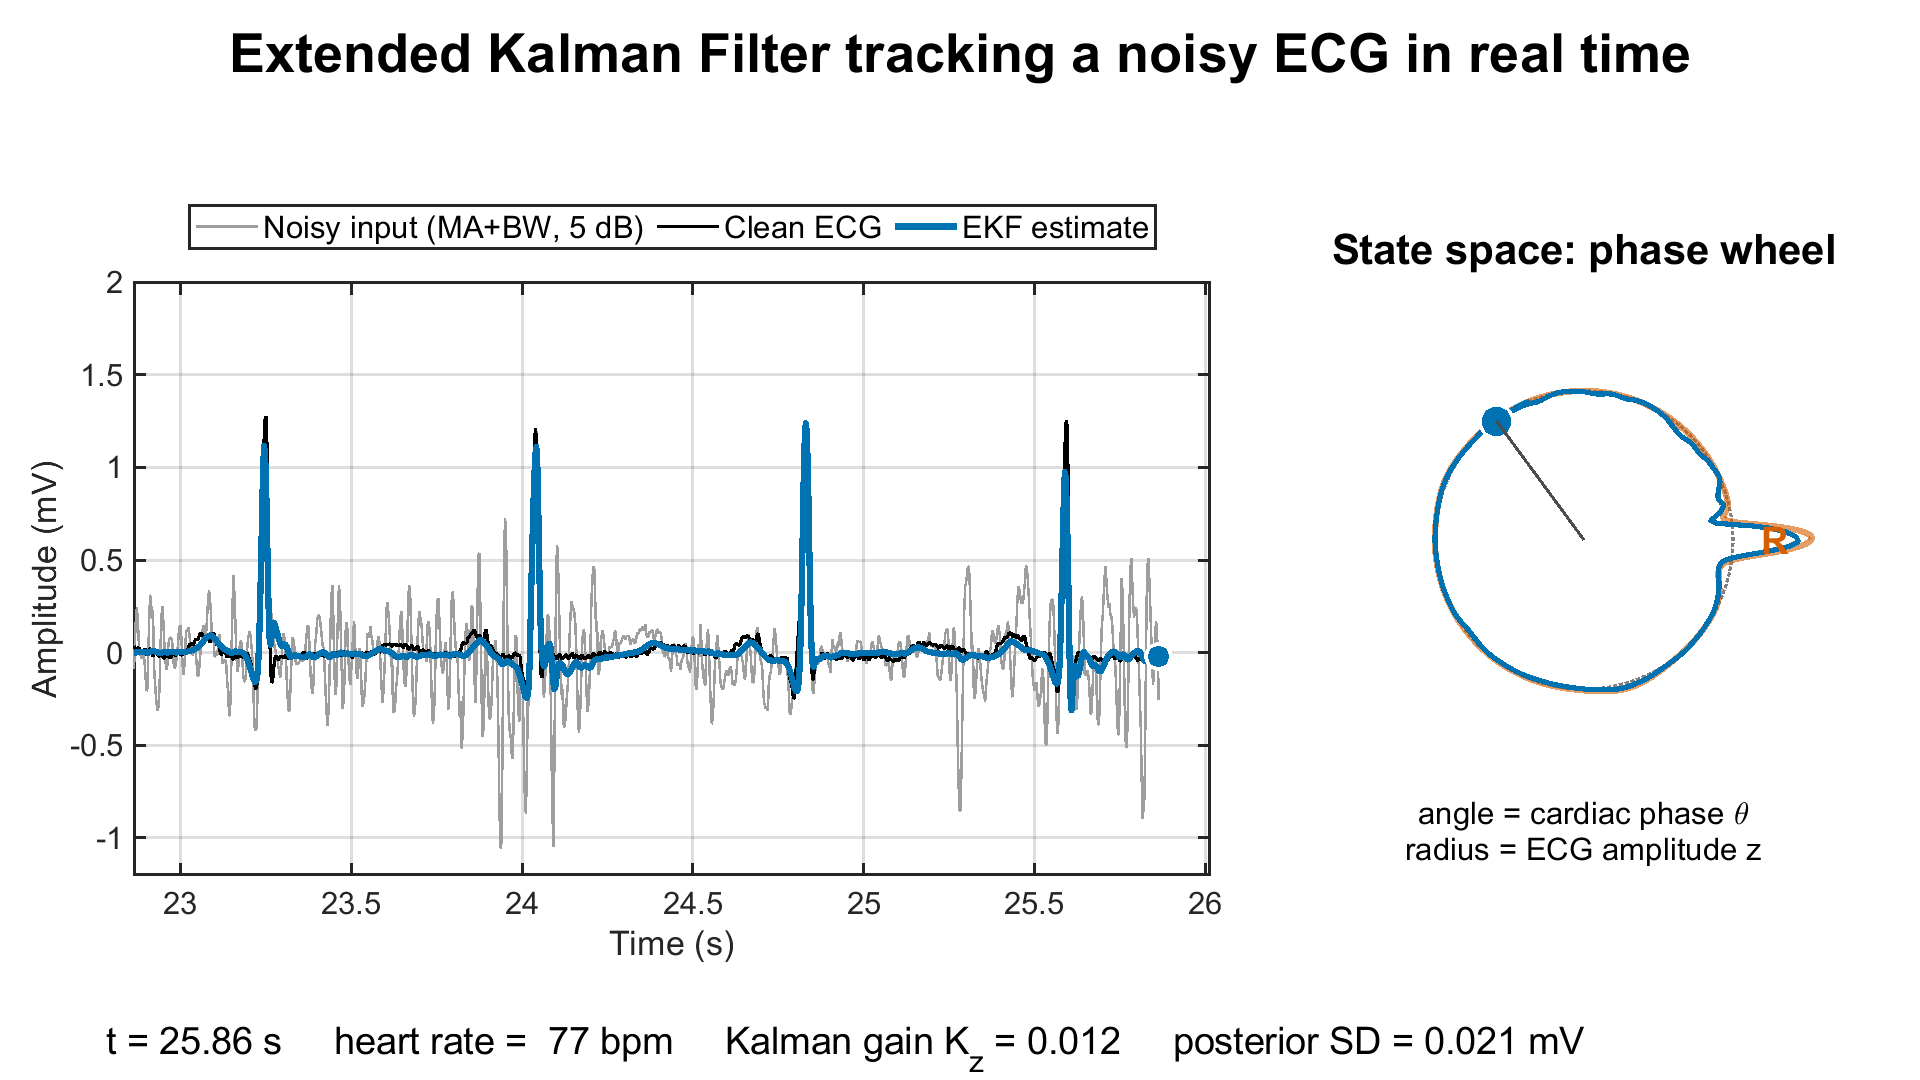 Extended Kalman Filter tracking a noisy ECG in real time
Noisy input (MA+BW, 5 dB) Clean ECG EKF estimate
State space: phase wheel
2
1.5
1
0.5
0
-0.5
-1
Amplitude (mV)
23 23.5 24 24.5 25 25.5 26
Time (s)
R
angle = cardiac phase θ
radius = ECG amplitude z
t = 25.86 s heart rate = 77 bpm Kalman gain K_z = 0.012 posterior SD = 0.021 mV